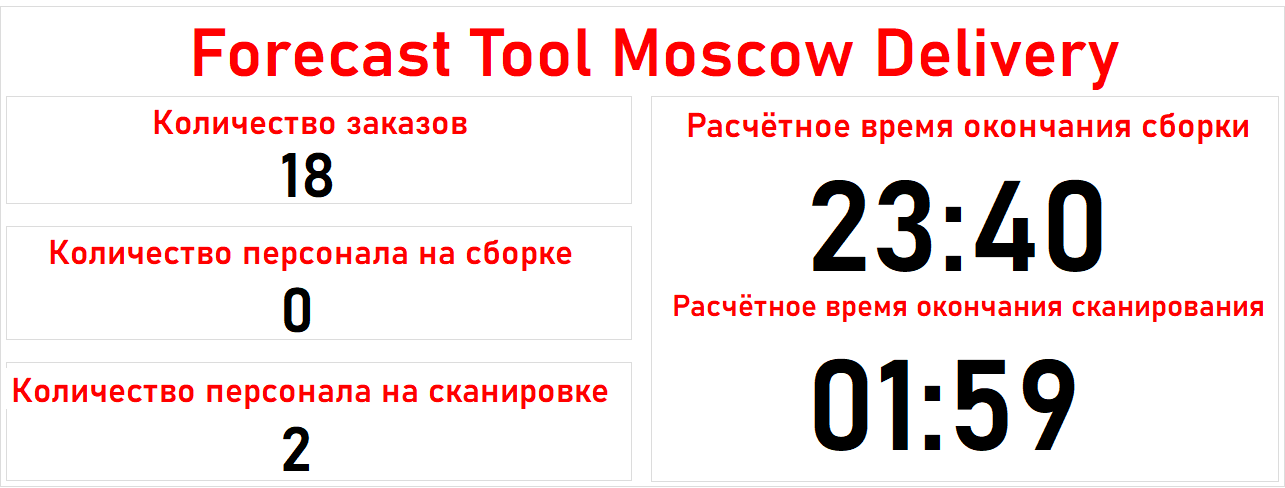 Forecast Tool Moscow Delivery
Количество заказов
18
Количество персонала на сборке
0
Количество персонала на сканировке
2
Расчётное время окончания сборки
23:40
Расчётное время окончания сканирования
01:59